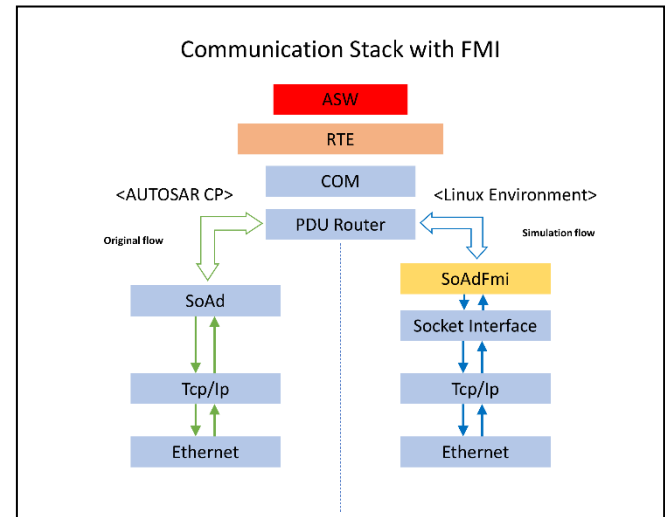 Communication Stack with FMI
ASW
RTE
COM
<AUTOSAR CP>
<Linux Environment>
PDU Router
Original flow
Simulation flow
SoAdFmi
SoAd
Socket Interface
Tcp/Ip
Tcp/Ip
Ethernet
Ethernet